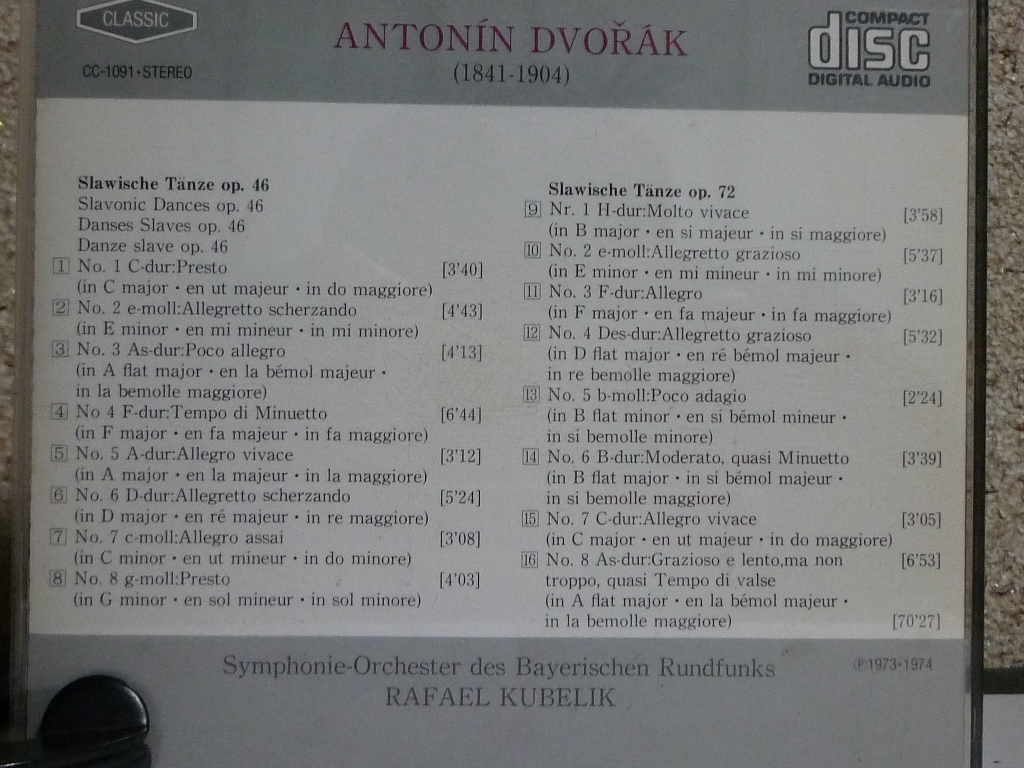 CLASSIC
CC-1091·STEREO
ANTONÍN DVOŘÁK
(1841-1904)
COMPACT
disc
DIGITAL AUDIO
Slawische Tänze op. 46
Slavonic Dances op. 46
Danses Slaves op. 46
Danze slave op. 46
1 No. 1 C-dur:Presto [3'40]
(in C major · en ut majeur · in do maggiore)
2 No. 2 e-moll:Allegretto scherzando [4'43]
(in E minor · en mi mineur · in mi minore)
3 No. 3 As-dur:Poco allegro [4'13]
(in A flat major · en la bémol majeur ·
in la bemolle maggiore)
4 No 4 F-dur:Tempo di Minuetto [6'44]
(in F major · en fa majeur · in fa maggiore)
5 No. 5 A-dur:Allegro vivace [3'12]
(in A major · en la majeur · in la maggiore)
6 No. 6 D-dur:Allegretto scherzando [5'24]
(in D major · en ré majeur · in re maggiore)
7 No. 7 c-moll:Allegro assai [3'08]
(in C minor · en ut mineur · in do minore)
8 No. 8 g-moll:Presto [4'03]
(in G minor · en sol mineur · in sol minore)
Slawische Tänze op. 72
9 Nr. 1 H-dur:Molto vivace [3'58]
(in B major · en si majeur · in si maggiore)
10 No. 2 e-moll:Allegretto grazioso [5'37]
(in E minor · en mi mineur · in mi minore)
11 No. 3 F-dur:Allegro [3'16]
(in F major · en fa majeur · in fa maggiore)
12 No. 4 Des-dur:Allegretto grazioso [5'32]
(in D flat major · en ré bémol majeur ·
in re bemolle maggiore)
13 No. 5 b-moll:Poco adagio [2'24]
(in B flat minor · en si bémol mineur ·
in si bemolle minore)
14 No. 6 B-dur:Moderato, quasi Minuetto [3'39]
(in B flat major · in si bémol majeur ·
in si bemolle maggiore)
15 No. 7 C-dur:Allegro vivace [3'05]
(in C major · en ut majeur · in do maggiore)
16 No. 8 As-dur:Grazioso e lento,ma non [6'53]
troppo, quasi Tempo di valse
(in A flat major · en la bémol majeur ·
in la bemolle maggiore) [70'27]
Symphonie-Orchester des Bayerischen Rundfunks
RAFAEL KUBELIK
℗1973·1974